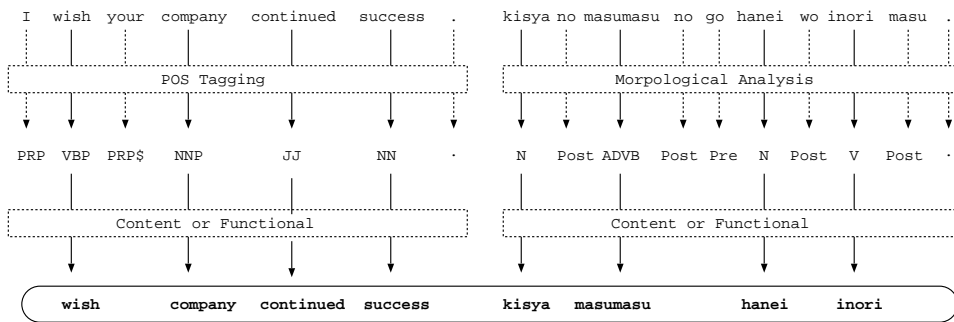 I wish your company continued success . kisya no masumasu no go hanei wo inori masu .
POS Tagging Morpological Analysis
PRP VBP PRP$ NNP JJ NN . N Post ADVB Post Pre N Post V Post .
Content or Functional Content or Functional
wish company continued success kisya masumasu hanei inori